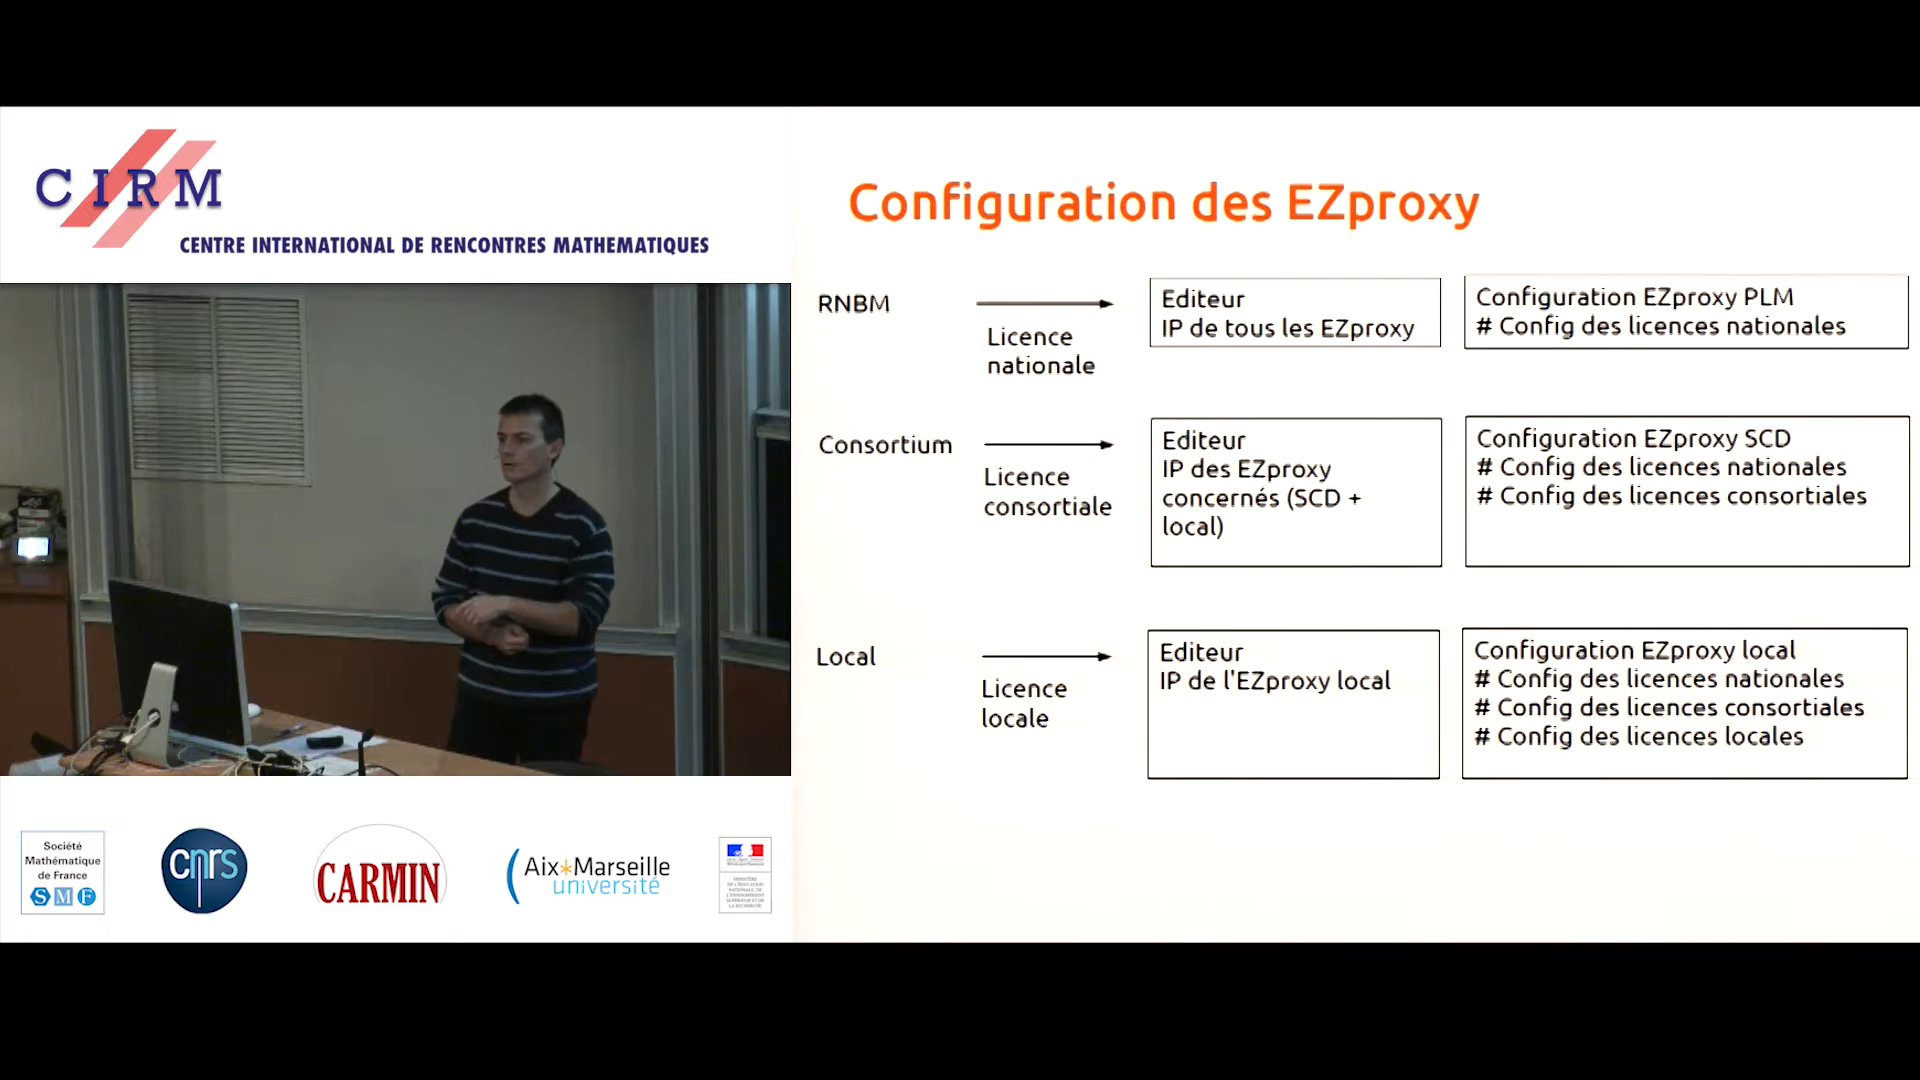 CIRM
CENTRE INTERNATIONAL DE RENCONTRES MATHEMATIQUES
Configuration des EZproxy
RNBM
Licence
nationale
Editeur
IP de tous les EZproxy
Configuration EZproxy PLM
# Config des licences nationales
Consortium
Licence
consortiale
Editeur
IP des EZproxy
concernés (SCD +
local)
Configuration EZproxy SCD
# Config des licences nationales
# Config des licences consortiales
Local
Licence
locale
Editeur
IP de l'EZproxy local
Configuration EZproxy local
# Config des licences nationales
# Config des licences consortiales
# Config des licences locales
Société
Mathématique
de France
SMF
cnrs
CARMIN
Aix*Marseille
université